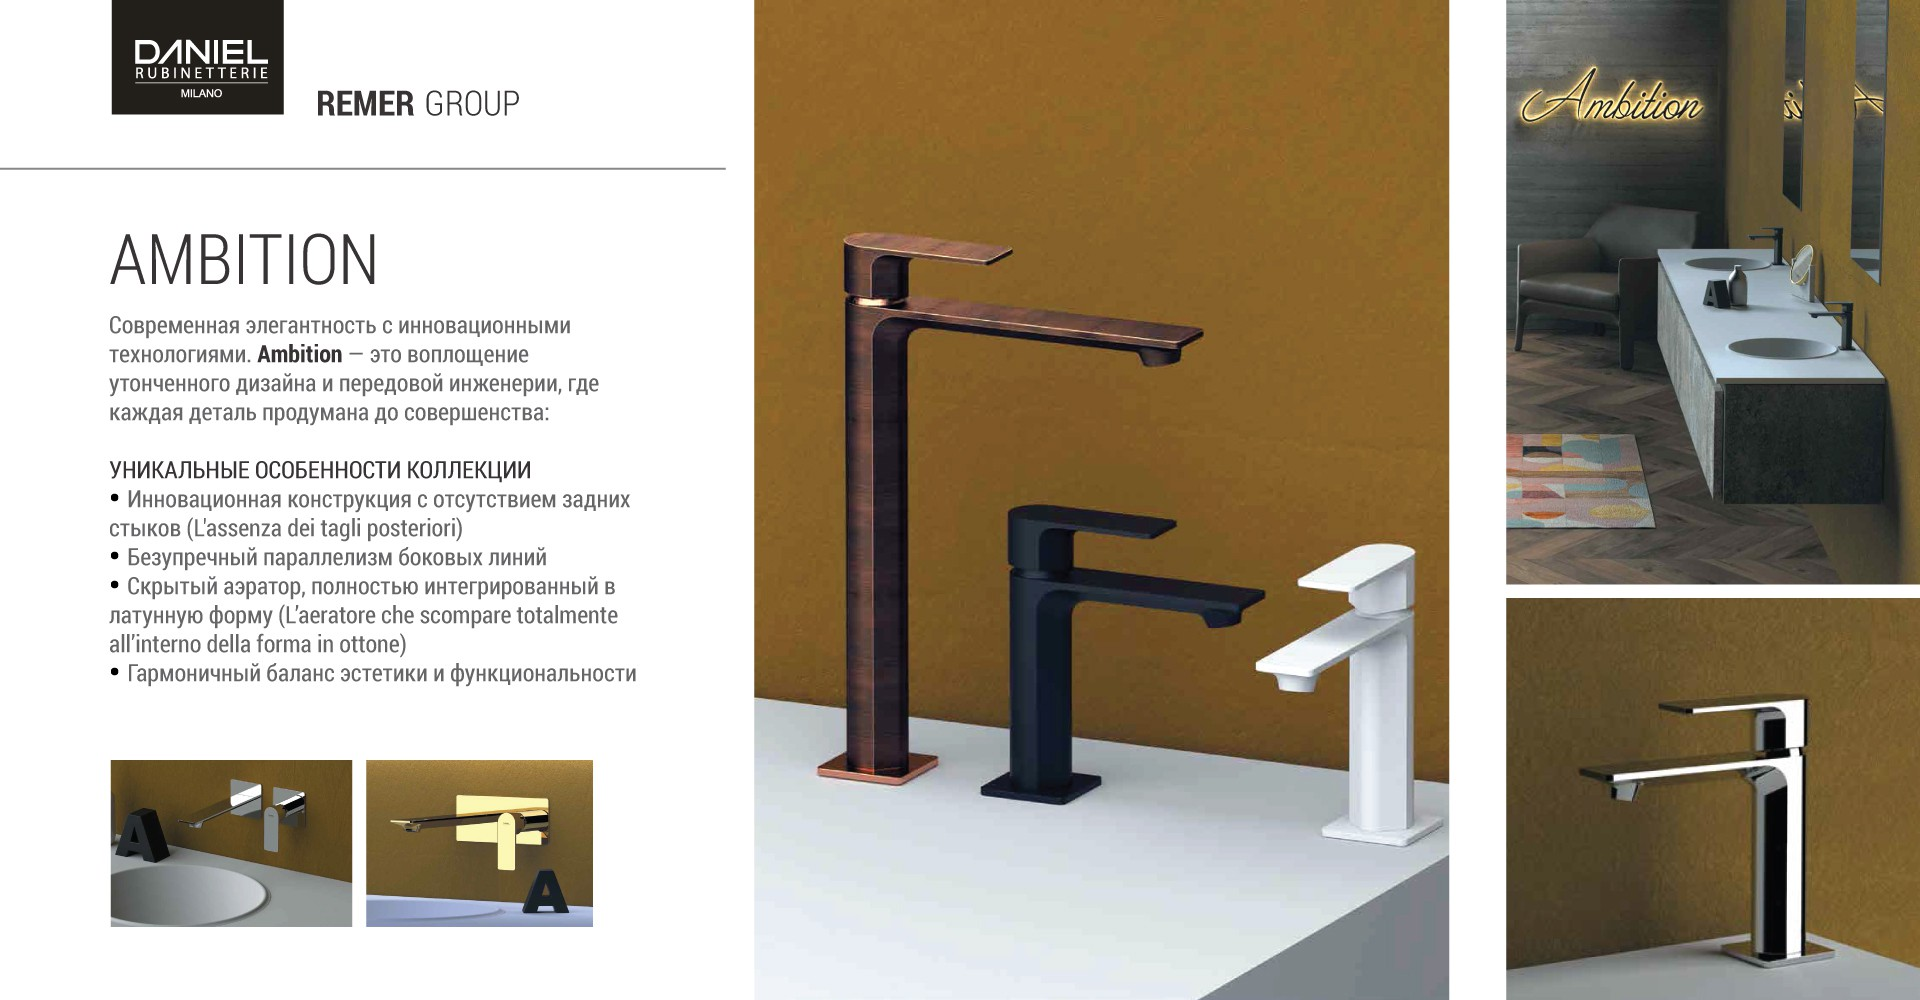 DANIEL
RUBINETTERIE
MILANO
REMER GROUP
AMBITION
Современная элегантность с инновационными
технологиями. Ambition — это воплощение
утонченного дизайна и передовой инженерии, где
каждая деталь продумана до совершенства:
УНИКАЛЬНЫЕ ОСОБЕННОСТИ КОЛЛЕКЦИИ
• Инновационная конструкция с отсутствием задних
стыков (L'assenza dei tagli posteriori)
• Безупречный параллелизм боковых линий
• Скрытый аэратор, полностью интегрированный в
латунную форму (L’aeratore che scompare totalmente
all’interno della forma in ottone)
• Гармоничный баланс эстетики и функциональности
A
A
Ambition
A